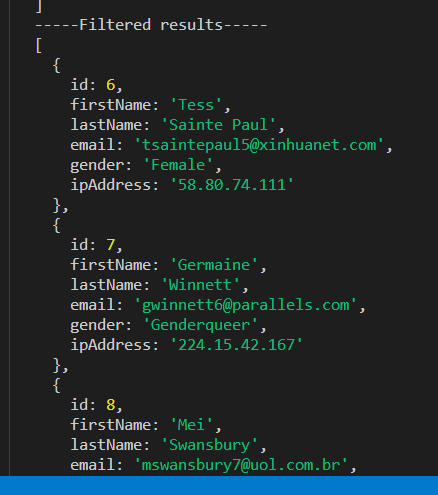 ]
-----Filtered results-----
[
  {
    id: 6,
    firstName: 'Tess',
    lastName: 'Sainte Paul',
    email: 'tsaintepaul5@xinhuanet.com',
    gender: 'Female',
    ipAddress: '58.80.74.111'
  },
  {
    id: 7,
    firstName: 'Germaine',
    lastName: 'Winnett',
    email: 'gwinnett6@parallels.com',
    gender: 'Genderqueer',
    ipAddress: '224.15.42.167'
  },
  {
    id: 8,
    firstName: 'Mei',
    lastName: 'Swansbury',
    email: 'mswansbury7@uol.com.br',